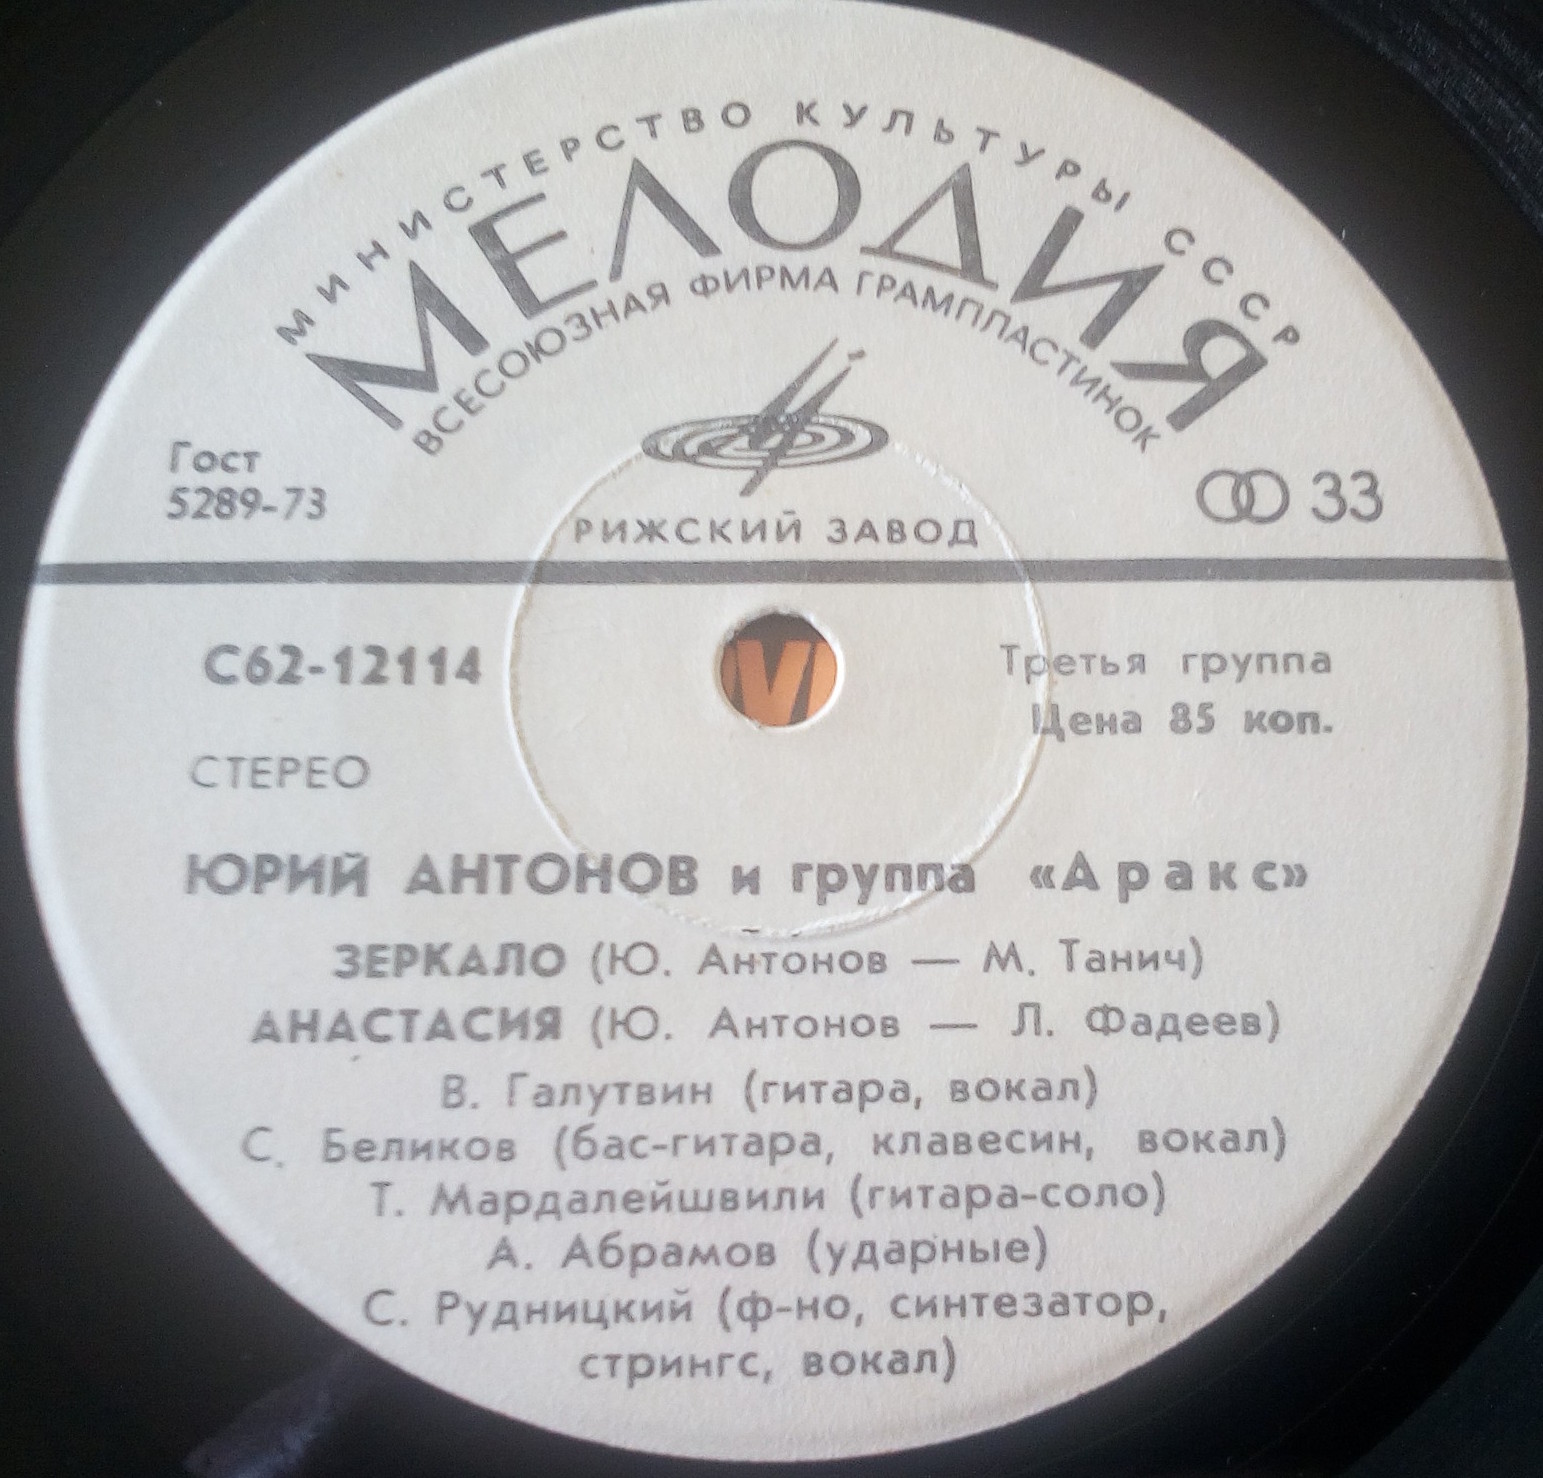 МИНИСТЕРСТВО КУЛЬТУРЫ СССР
МЕЛОДИЯ
ВСЕСОЮЗНАЯ ФИРМА ГРАМПЛАСТИНОК
Гост
5289-73
33
РИЖСКИЙ ЗАВОД
С62-12114
Третья группа
Цена 85 коп.
СТЕРЕО
ЮРИЙ АНТОНОВ и группа «Аракс»
ЗЕРКАЛО (Ю. Антонов — М. Танич)
АНАСТАСИЯ (Ю. Антонов — Л. Фадеев)
В. Галутвин (гитара, вокал)
С. Беликов (бас-гитара, клавесин, вокал)
Т. Мардалейшвили (гитара-соло)
А. Абрамов (ударные)
С. Рудницкий (ф-но, синтезатор,
стрингс, вокал)